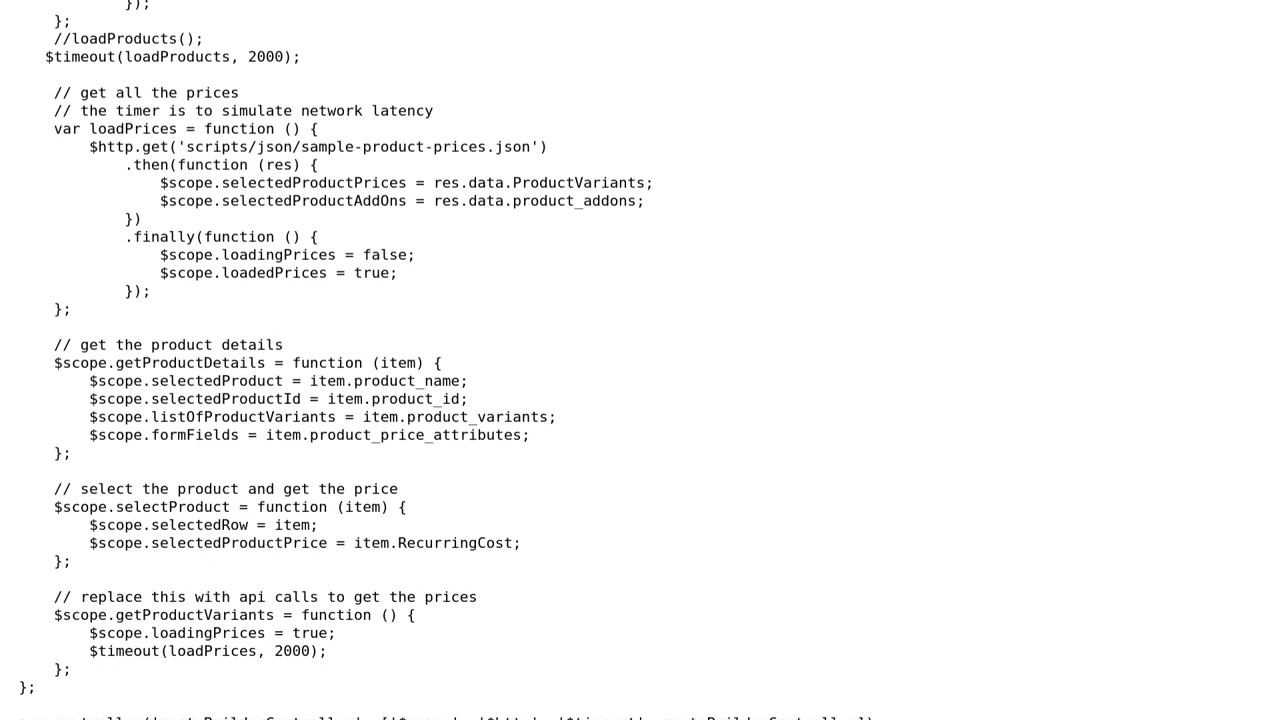 });
};
//loadProducts();
$timeout(loadProducts, 2000);
// get all the prices
// the timer is to simulate network latency
var loadPrices = function () {
$http.get('scripts/json/sample-product-prices.json')
.then(function (res) {
$scope.selectedProductPrices = res.data.ProductVariants;
$scope.selectedProductAddOns = res.data.product_addons;
})
.finally(function () {
$scope.loadingPrices = false;
$scope.loadedPrices = true;
});
};
// get the product details
$scope.getProductDetails = function (item) {
$scope.selectedProduct = item.product_name;
$scope.selectedProductId = item.product_id;
$scope.listOfProductVariants = item.product_variants;
$scope.formFields = item.product_price_attributes;
};
// select the product and get the price
$scope.selectProduct = function (item) {
$scope.selectedRow = item;
$scope.selectedProductPrice = item.RecurringCost;
};
// replace this with api calls to get the prices
$scope.getProductVariants = function () {
$scope.loadingPrices = true;
$timeout(loadPrices, 2000);
};
};